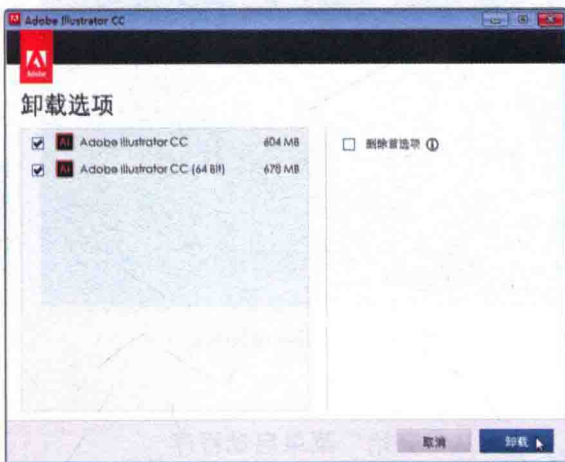 Adobe Illustrator CC
Adobe
卸载选项
Adobe Illustrator CC 604 MB
Adobe Illustrator CC (64 Bit) 678 MB
删除首选项
取消
卸载